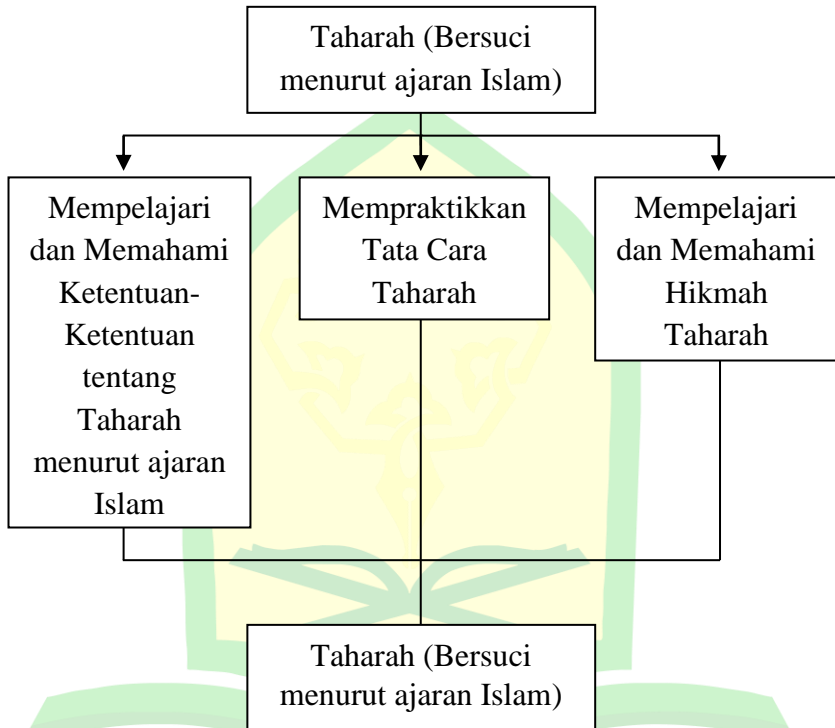 Taharah (Bersuci
menurut ajaran Islam)
Mempelajari
dan Memahami
Ketentuan-
Ketentuan
tentang
Taharah
menurut ajaran
Islam
Mempraktikkan
Tata Cara
Taharah
Mempelajari
dan Memahami
Hikmah
Taharah
Taharah (Bersuci
menurut ajaran Islam)